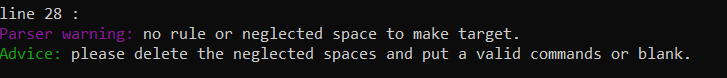 line 28 :
Parser warning: no rule or neglected space to make target.
Advice: please delete the neglected spaces and put a valid commands or blank.